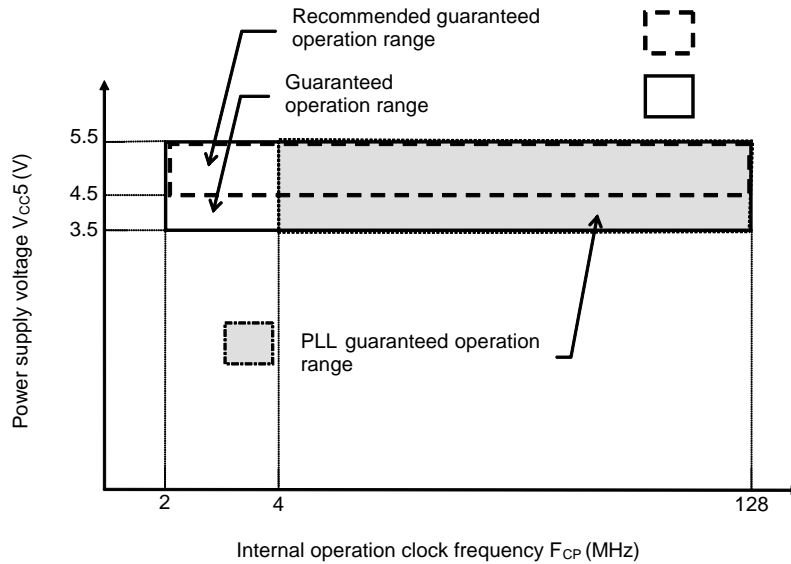 Recommended guaranteed
operation range
Guaranteed
operation range
Power supply voltage VCC5 (V)
5.5
4.5
3.5
PLL guaranteed operation
range
2
4
128
Internal operation clock frequency FCP (MHz)